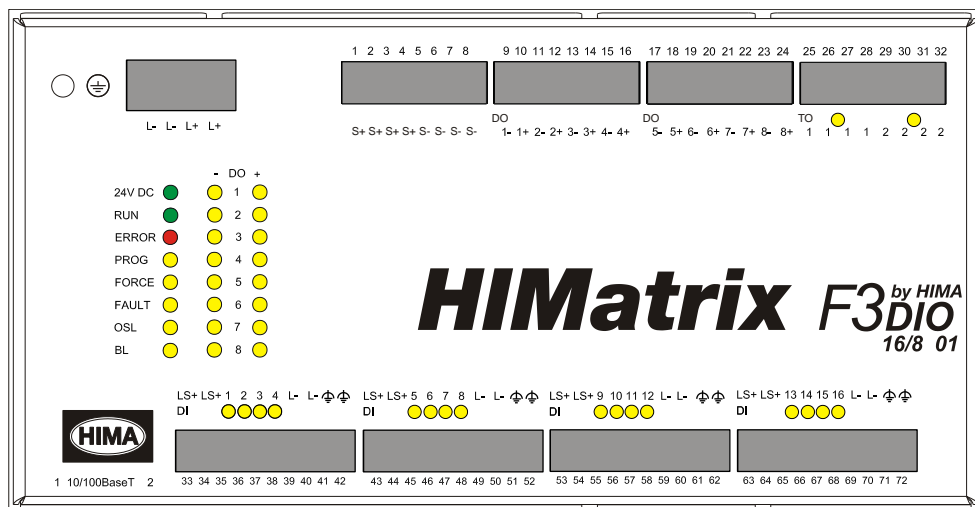 1 2 3 4 5 6 7 8 9 10 11 12 13 14 15 16 17 18 19 20 21 22 23 24 25 26 27 28 29 30 31 32
L- L- L+ L+
DO DO TO
S+ S+ S+ S+ S- S- S- S- 1- 1+ 2- 2+ 3- 3+ 4- 4+ 5- 5+ 6- 6+ 7- 7+ 8- 8+ 1 1 1 1 2 2 2 2
- DO +
24V DC 1
RUN 2
ERROR 3
PROG 4
FORCE 5
FAULT 6
OSL 7
BL 8
HIMatrix F3 by HIMA
DIO
16/8 01
LS+ LS+ 1 2 3 4 L- L- LS+ LS+ 5 6 7 8 L- L- LS+ LS+ 9 10 11 12 L- L- LS+ LS+ 13 14 15 16 L- L-
DI DI DI DI
HIMA
1 10/100BaseT 2
33 34 35 36 37 38 39 40 41 42 43 44 45 46 47 48 49 50 51 52 53 54 55 56 57 58 59 60 61 62 63 64 65 66 67 68 69 70 71 72